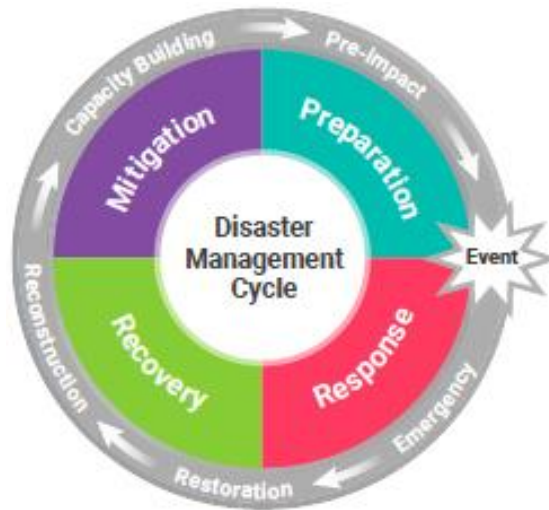 Capacity Building
Pre-impact
Mitigation
Preparation
Disaster
Management
Cycle
Event
Recovery
Response
Reconstruction
Emergency
Restoration